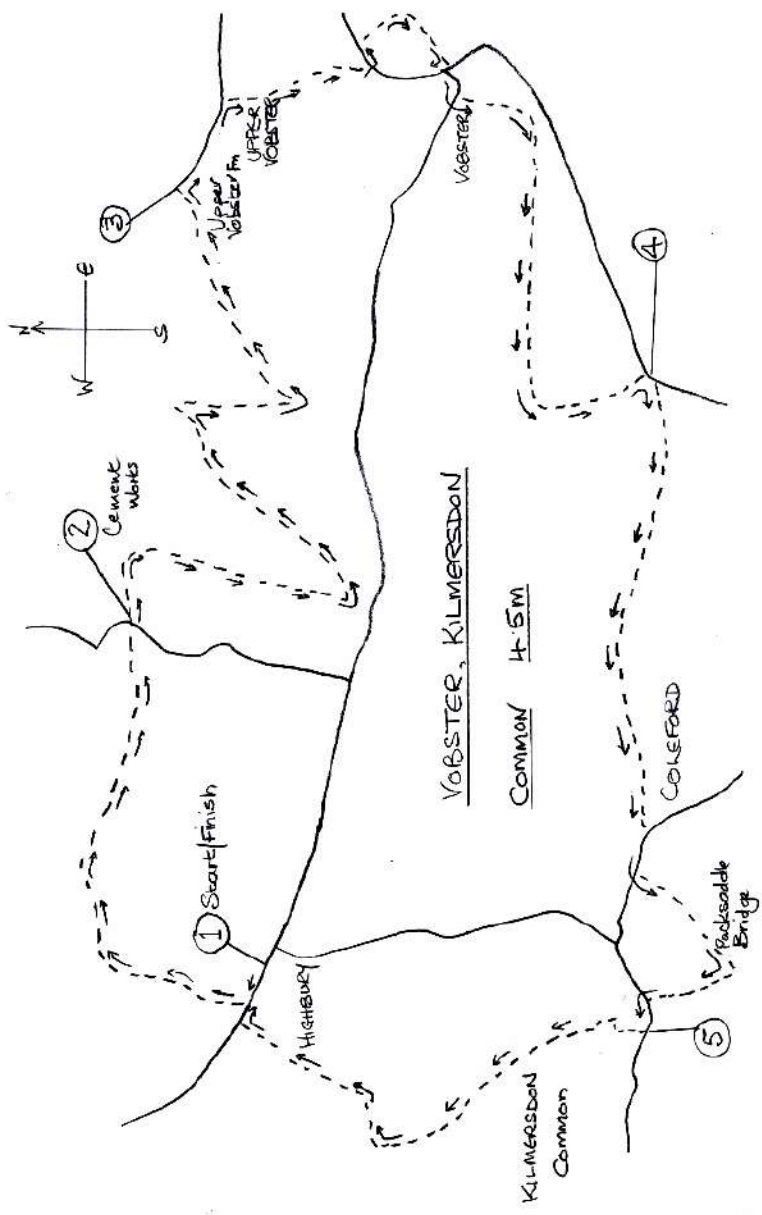 N
W E
S
③
Upper
Vobster Fm
UPPER
VOBSTER
② Cement
Works
① Start/Finish
HIGHBURY
VOBSTER
VOBSTER, KILMERSDON
COMMON 4.5M
④
COLEFORD
Packsaddle
Bridge
⑤
KILMERSDON
Common